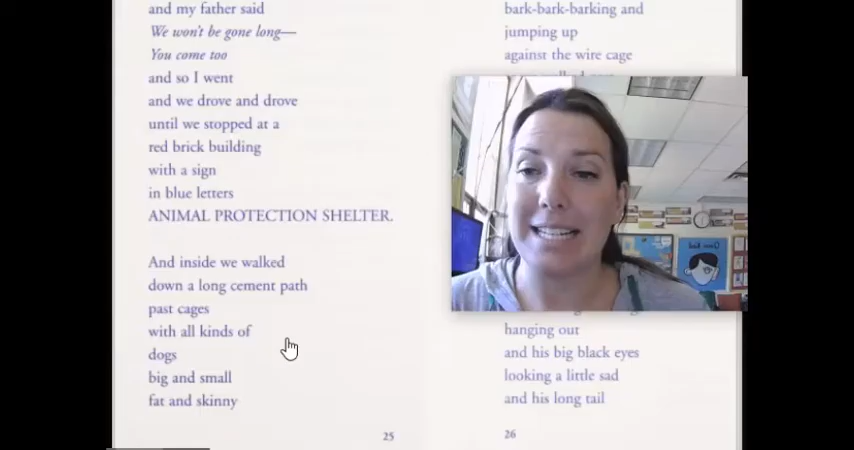 and my father said
We won't be gone long—
You come too
and so I went
and we drove and drove
until we stopped at a
red brick building
with a sign
in blue letters
ANIMAL PROTECTION SHELTER.
And inside we walked
down a long cement path
past cages
with all kinds of
dogs
big and small
fat and skinny
25
bark-bark-barking and
jumping up
against the wire cage
hanging out
and his big black eyes
looking a little sad
and his long tail
26